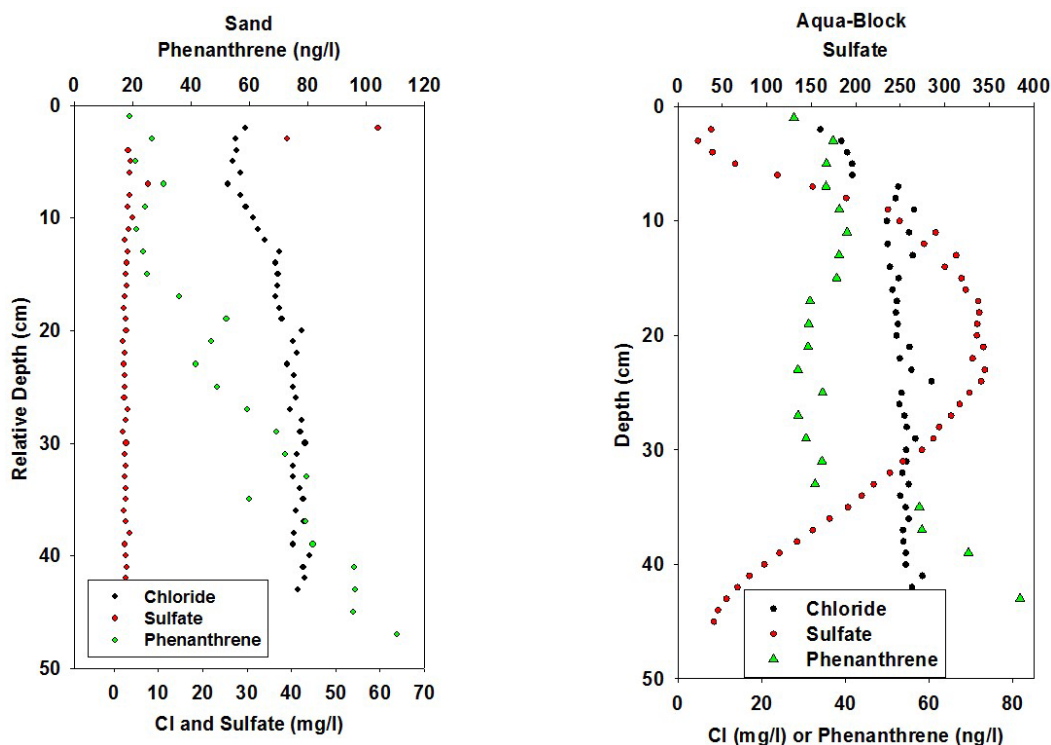 Sand
Phenanthrene (ng/l)
0 20 40 60 80 100 120
0
10
20
30
40
50
Relative Depth (cm)
Chloride
Sulfate
Phenanthrene
0 10 20 30 40 50 60 70
Cl and Sulfate (mg/l)
Aqua-Block
Sulfate
0 50 100 150 200 250 300 350 400
0
10
20
30
40
50
Depth (cm)
Chloride
Sulfate
Phenanthrene
0 20 40 60 80
Cl (mg/l) or Phenanthrene (ng/l)